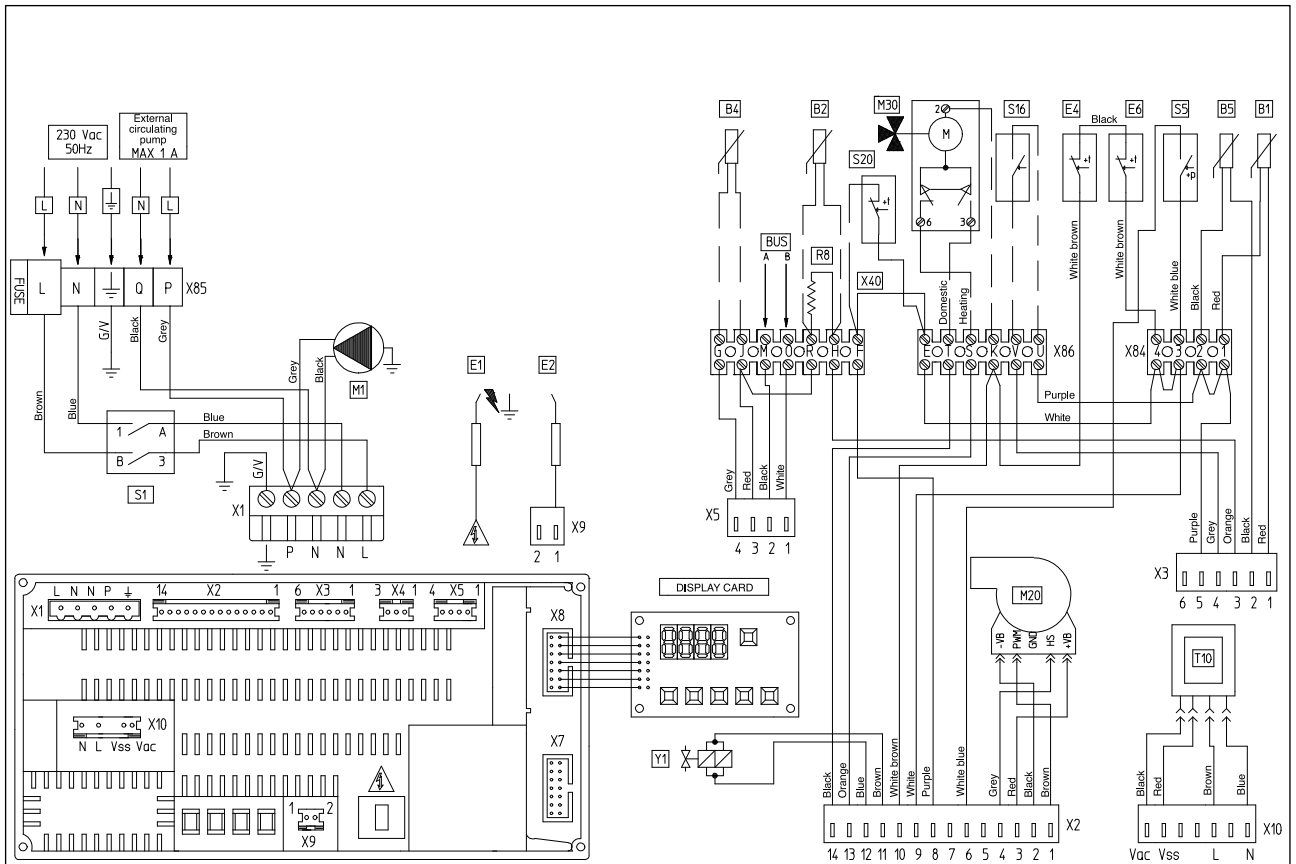 230 Vac
50Hz
External
circulating
pump
MAX 1 A
L N N L
FUSE L N Q P X85
G/V
Black
Grey
Brown
Blue
Grey
Black
M1
Blue
Brown
1 A
B 3
S1
G/V
X1
P N N L
E1
E2
X9
2 1
L N N P
X1
14 X2 1
6 X3 1
3 X4 1
4 X5 1
X10
N L Vss Vac
1 2
X9
X8
X7
DISPLAY CARD
Y1
B4
B2
M30
S20
S16
E4
E6
S5
B5
B1
2
M
6 3
+t
+t
+t
+p
Black
BUS
A B
R8
X40
Domestic
Heating
White brown
White brown
White blue
Black
Red
G J M O R H F
E T S K V U
X86
X84
4 3 2 1
Purple
White
Grey
Red
Black
White
X5
4 3 2 1
Purple
Grey
Orange
Black
Red
X3
6 5 4 3 2 1
M20
-VB
PWM
GND
HS
+VB
T10
Black
Orange
Blue
Brown
White brown
White
Purple
White blue
Grey
Red
Black
Brown
X2
14 13 12 11 10 9 8 7 6 5 4 3 2 1
Black
Red
Brown
Blue
X10
Vac Vss L N